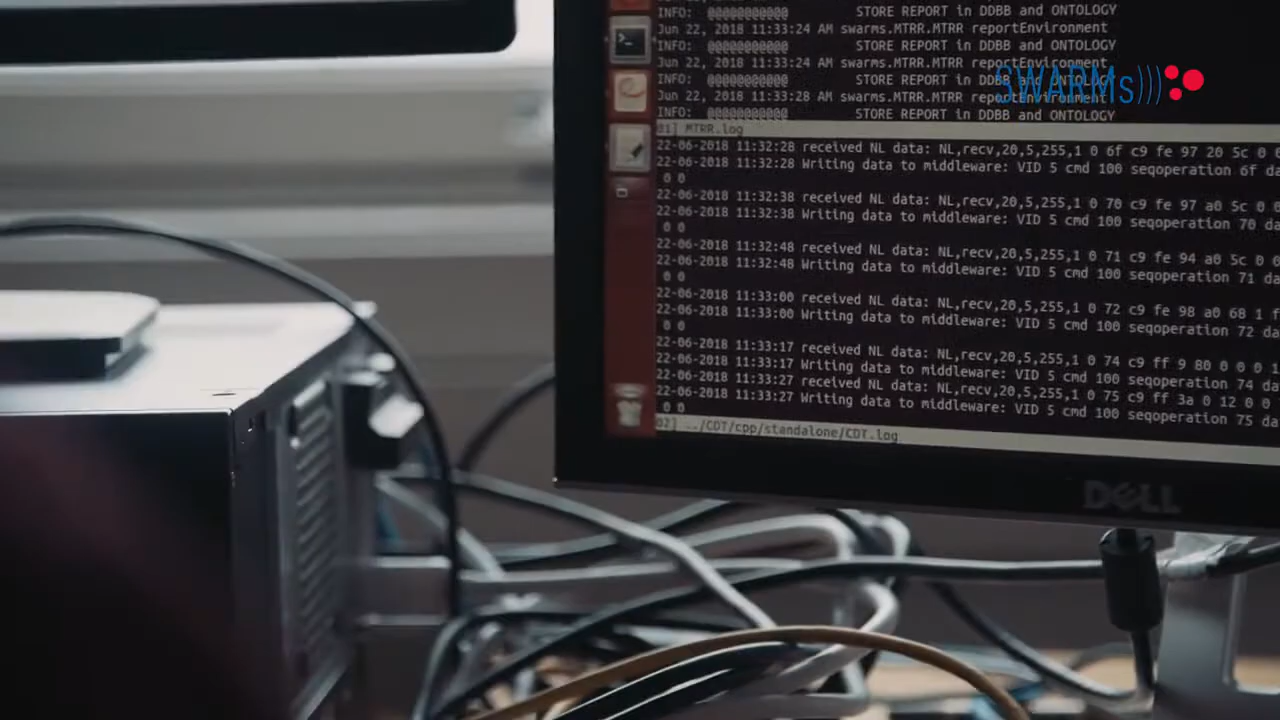 INFO: @@@@@@@@@@@ STORE REPORT in DDBB and ONTOLOGY
Jun 22, 2018 11:33:24 AM swarms.MTRR.MTRR reportEnvironment
INFO: @@@@@@@@@@@ STORE REPORT in DDBB and ONTOLOGY
Jun 22, 2018 11:33:24 AM swarms.MTRR.MTRR reportEnvironment
INFO: @@@@@@@@@@@ STORE REPORT in DDBB and ONTOLOGY
Jun 22, 2018 11:33:28 AM swarms.MTRR.MTRR reportEnvironment
INFO: @@@@@@@@@@@ STORE REPORT in DDBB and ONTOLOGY
SWARMs
01] MTRR.log
22-06-2018 11:32:28 received NL data: NL,recv,20,5,255,1 0 6f c9 fe 97 20 5c 0 6
22-06-2018 11:32:28 Writing data to middleware: VID 5 cmd 100 seqoperation 6f da
0 0
22-06-2018 11:32:38 received NL data: NL,recv,20,5,255,1 0 70 c9 fe 97 a0 5c 0 0
22-06-2018 11:32:38 Writing data to middleware: VID 5 cmd 100 seqoperation 70 da
0 0
22-06-2018 11:32:48 received NL data: NL,recv,20,5,255,1 0 71 c9 fe 94 a0 5c 0 0
22-06-2018 11:32:48 Writing data to middleware: VID 5 cmd 100 seqoperation 71 da
0 0
22-06-2018 11:33:00 received NL data: NL,recv,20,5,255,1 0 72 c9 fe 98 a0 68 1 f
22-06-2018 11:33:00 Writing data to middleware: VID 5 cmd 100 seqoperation 72 da
0 0
22-06-2018 11:33:17 received NL data: NL,recv,20,5,255,1 0 74 c9 ff 9 80 0 0 0 1
22-06-2018 11:33:17 Writing data to middleware: VID 5 cmd 100 seqoperation 74 da
22-06-2018 11:33:27 received NL data: NL,recv,20,5,255,1 0 75 c9 ff 3a 0 12 0 0
22-06-2018 11:33:27 Writing data to middleware: VID 5 cmd 100 seqoperation 75 da
0 0
02] ../CDT/cpp/standalone/CDT.log
DELL